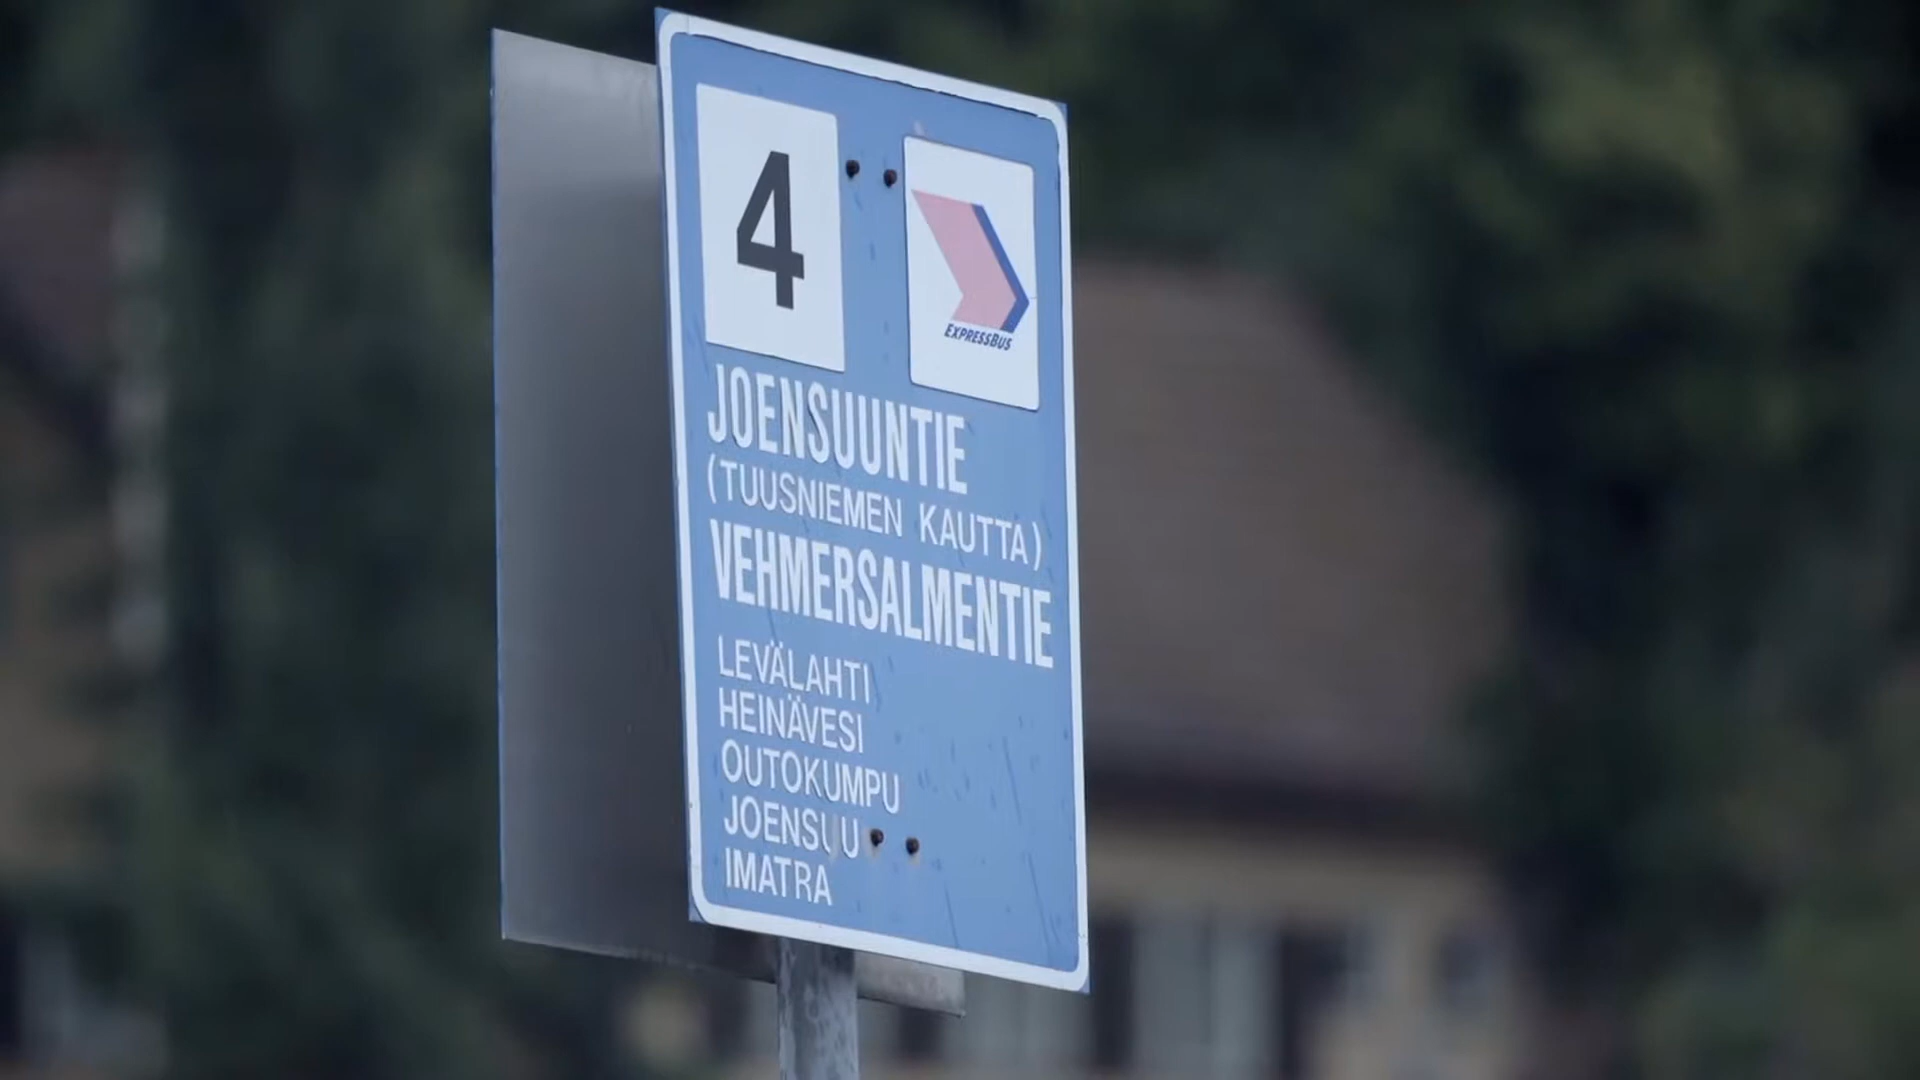 4
EXPRESSBUS
JOENSUUNTIE
(TUUSNIEMEN KAUTTA)
VEHMERSALMENTIE
LEVÄLAHTI
HEINÄVESI
OUTOKUMPU
JOENSUU
IMATRA